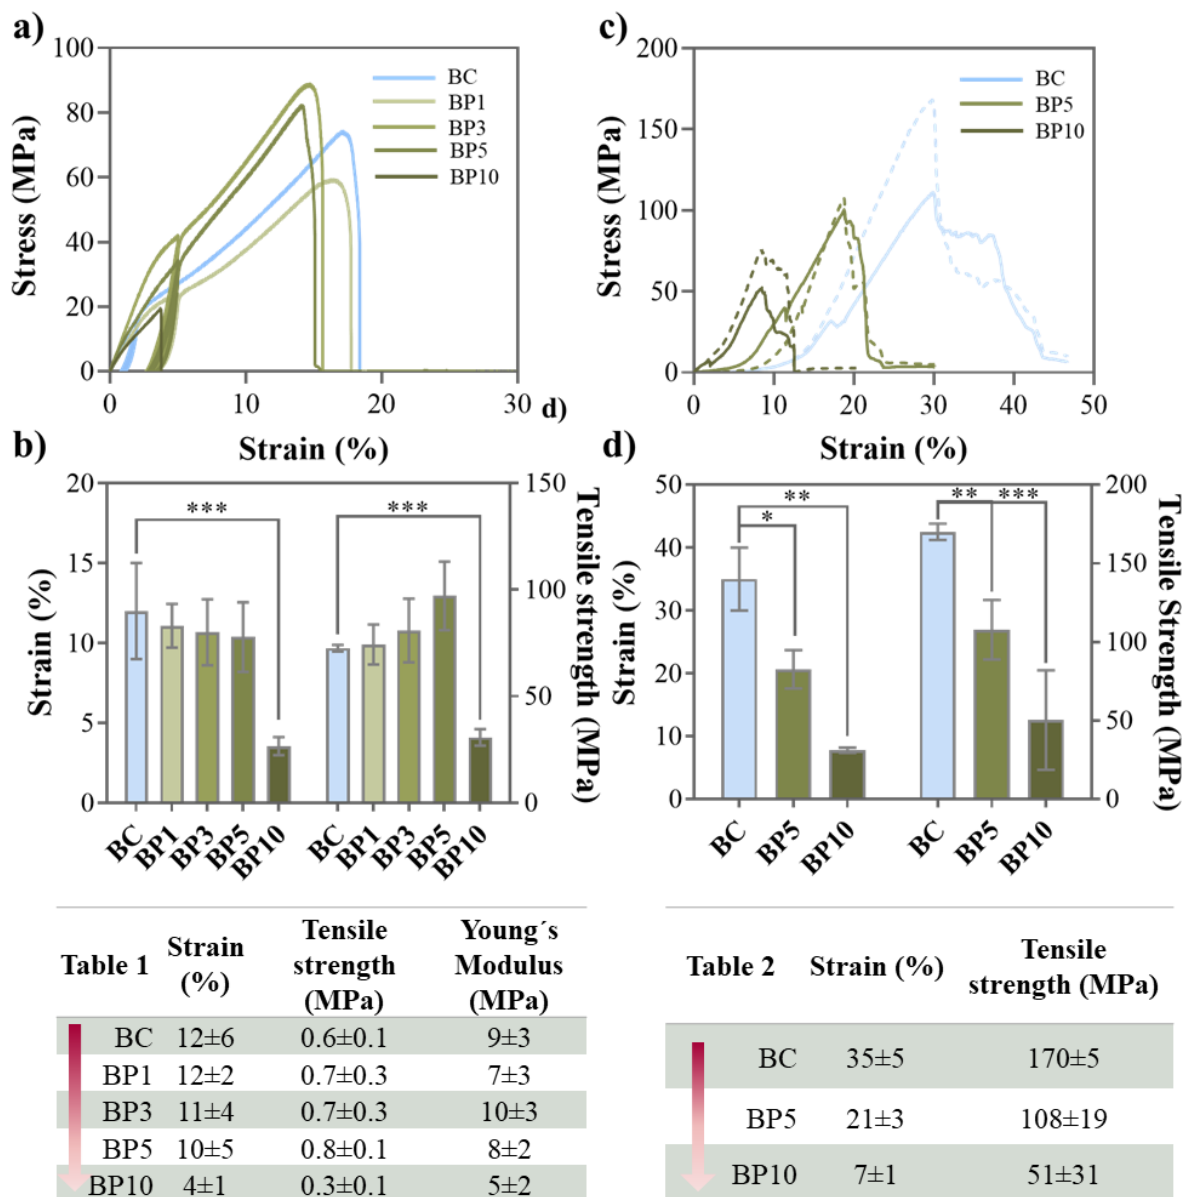 a)
100
80
60
40
20
0
Stress (MPa)
BC
BP1
BP3
BP5
BP10
0
10
20
30
Strain (%)
c)
200
150
100
50
0
Stress (MPa)
BC
BP5
BP10
0
10
20
30
40
50
Strain (%)
d)
b)
20
15
10
5
0
Strain (%)
***
***
150
100
50
0
Tensile strength (MPa)
BC
BP1
BP3
BP5
BP10
BC
BP1
BP3
BP5
BP10
d)
50
40
30
20
10
0
Strain (%)
**
*
**
***
200
150
100
50
0
Tensile Strength (MPa)
BC
BP5
BP10
BC
BP5
BP10
Table 1
Strain
(%)
Tensile
strength
(MPa)
Young´s
Modulus
(MPa)
BC 12±6 0.6±0.1 9±3
BP1 12±2 0.7±0.3 7±3
BP3 11±4 0.7±0.3 10±3
BP5 10±5 0.8±0.1 8±2
BP10 4±1 0.3±0.1 5±2
Table 2
Strain (%)
Tensile
strength (MPa)
BC 35±5 170±5
BP5 21±3 108±19
BP10 7±1 51±31